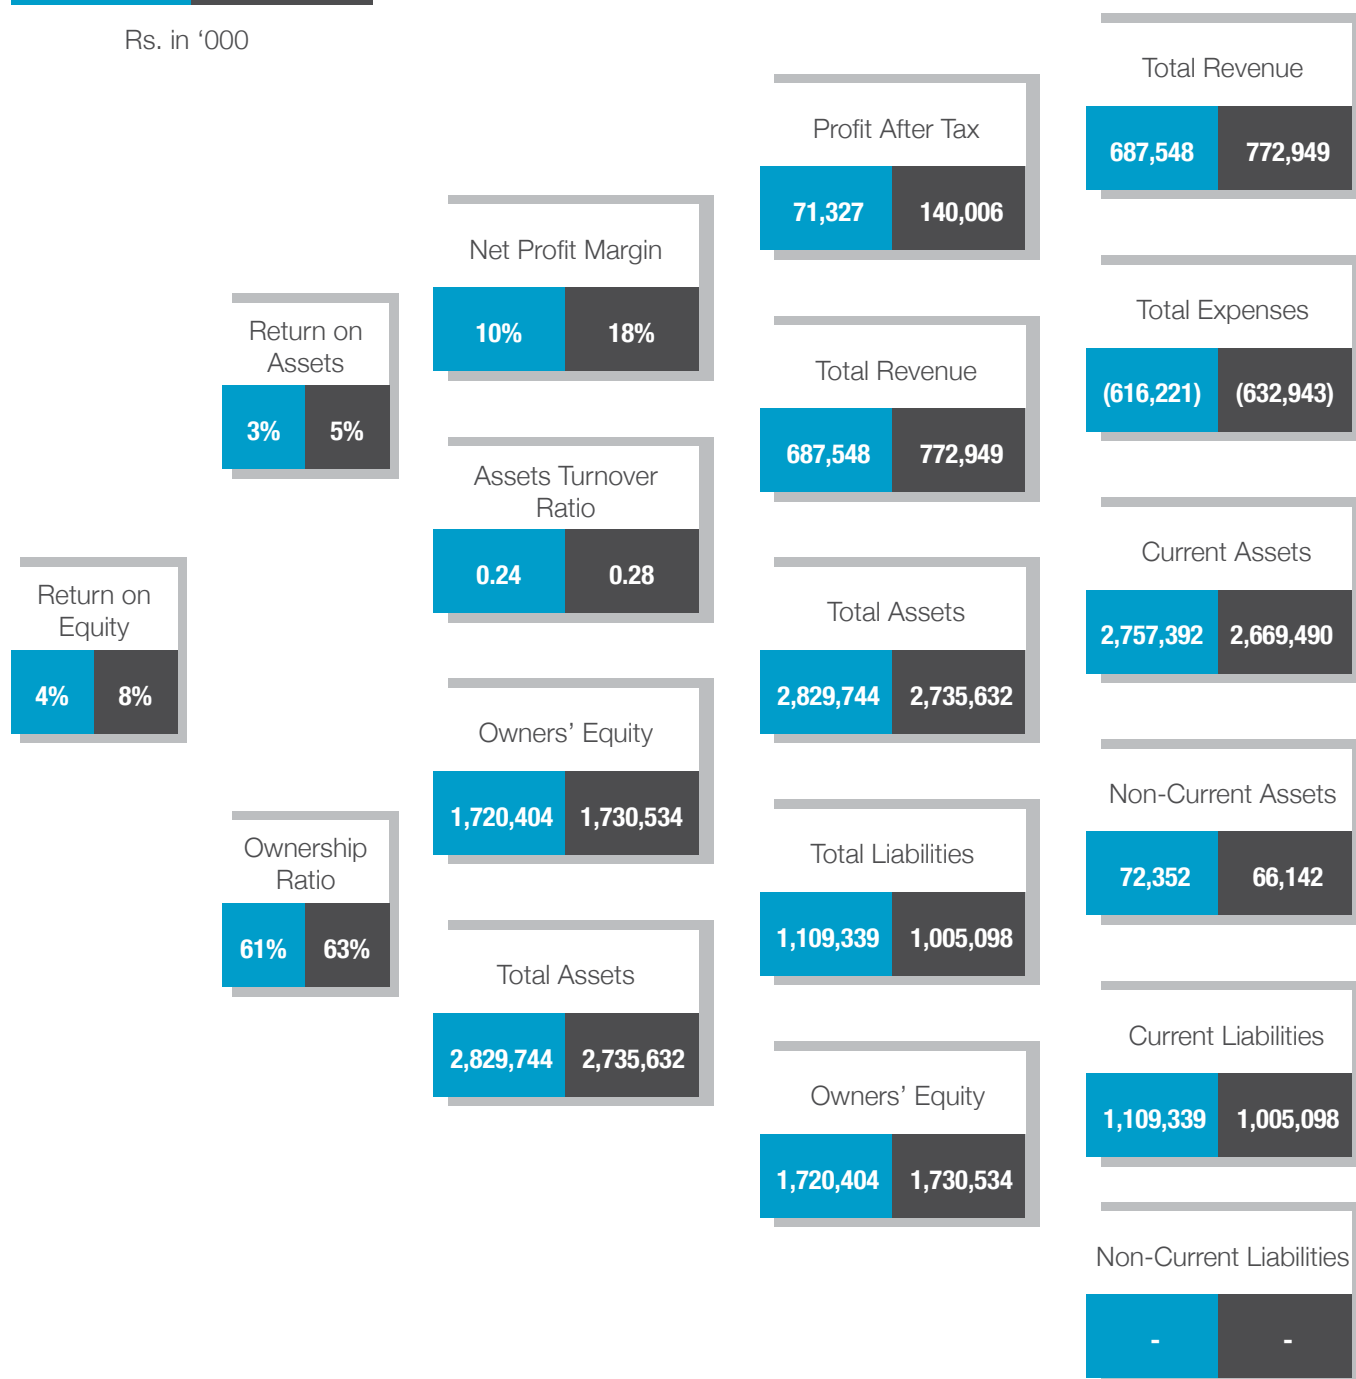 Rs. in ‘000
Return on
Equity
4% 8%
Return on
Assets
3% 5%
Ownership
Ratio
61% 63%
Net Profit Margin
10% 18%
Assets Turnover
Ratio
0.24 0.28
Owners’ Equity
1,720,404 1,730,534
Total Assets
2,829,744 2,735,632
Profit After Tax
71,327 140,006
Total Revenue
687,548 772,949
Total Assets
2,829,744 2,735,632
Total Liabilities
1,109,339 1,005,098
Owners’ Equity
1,720,404 1,730,534
Total Revenue
687,548 772,949
Total Expenses
(616,221) (632,943)
Current Assets
2,757,392 2,669,490
Non-Current Assets
72,352 66,142
Current Liabilities
1,109,339 1,005,098
Non-Current Liabilities
- -